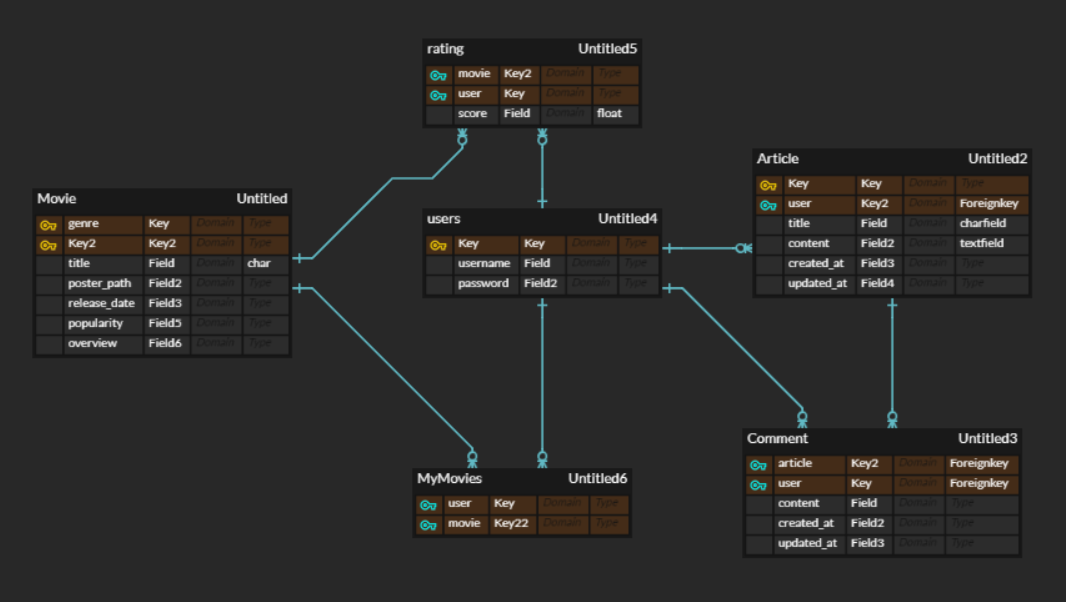 rating Untitled5
movie Key2 Domain Type
user Key Domain Type
score Field Domain float
Movie Untitled
genre Key Domain Type
Key2 Key2 Domain Type
title Field Domain char
poster_path Field2 Domain Type
release_date Field3 Domain Type
popularity Field5 Domain Type
overview Field6 Domain Type
users Untitled4
Key Key Domain Type
username Field Domain Type
password Field2 Domain Type
Article Untitled2
Key Key Domain Type
user Key2 Domain Foreignkey
title Field Domain charfield
content Field2 Domain textfield
created_at Field3 Domain Type
updated_at Field4 Domain Type
MyMovies Untitled6
user Key Domain Type
movie Key22 Domain Type
Comment Untitled3
article Key2 Domain Foreignkey
user Key Domain Foreignkey
content Field Domain Type
created_at Field2 Domain Type
updated_at Field3 Domain Type